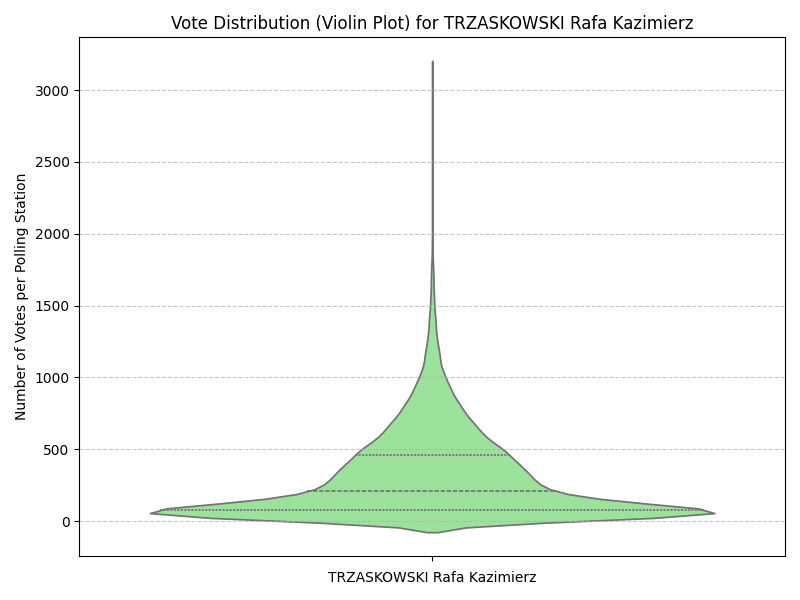 Vote Distribution (Violin Plot) for TRZASKOWSKI Rafa Kazimierz
Number of Votes per Polling Station
3000
2500
2000
1500
1000
500
0
TRZASKOWSKI Rafa Kazimierz